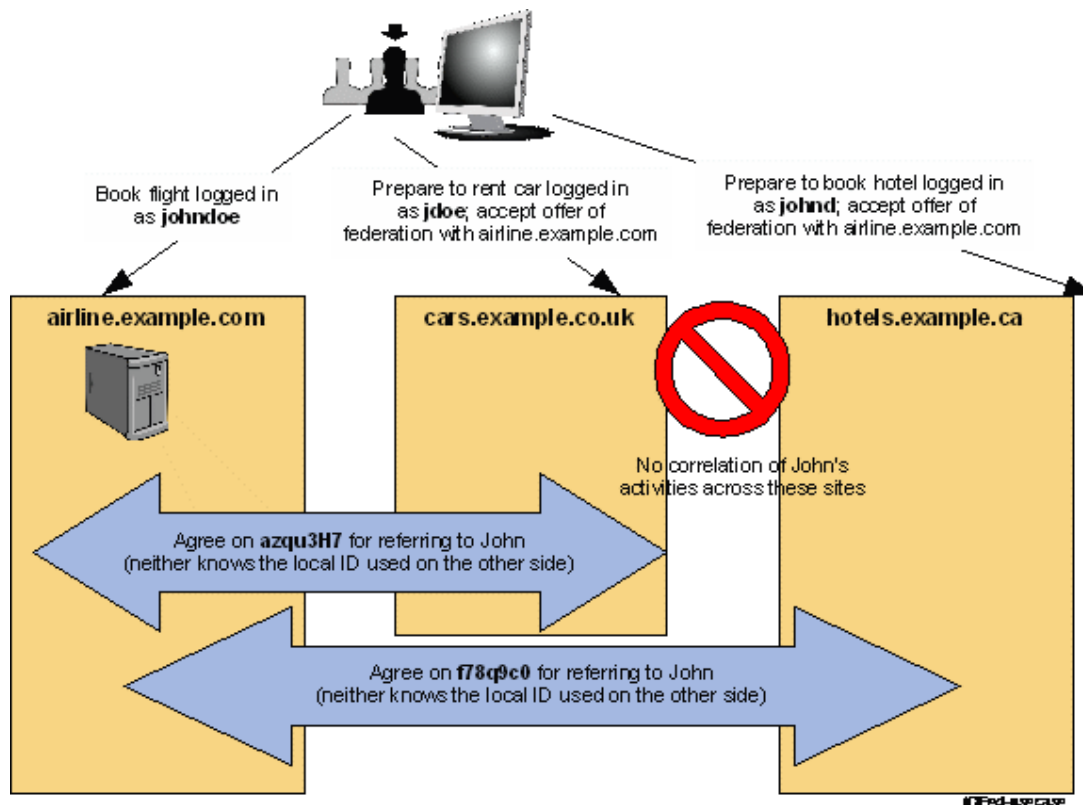 Book flight logged in
as johndoe
Prepare to rent car logged in
as jdoe; accept offer of
federation with airline.example.com
Prepare to book hotel logged in
as johnd; accept offer of
federation with airline.example.com
airline.example.com
cars.example.co.uk
hotels.example.ca
No correlation of John's
activities across these sites
Agree on azqu3H7 for referring to John
(neither knows the local ID used on the other side)
Agree on f78q9c0 for referring to John
(neither knows the local ID used on the other side)